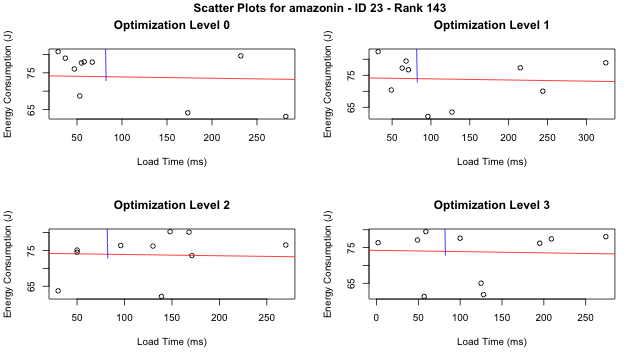 Scatter Plots for amazonin - ID 23 - Rank 143
Optimization Level 0
Energy Consumption (J)
65 75
50 100 150 200 250
Load Time (ms)
Optimization Level 1
Energy Consumption (J)
65 75
50 100 150 200 250 300
Load Time (ms)
Optimization Level 2
Energy Consumption (J)
65 75
50 100 150 200 250
Load Time (ms)
Optimization Level 3
Energy Consumption (J)
65 75
0 50 100 150 200 250
Load Time (ms)